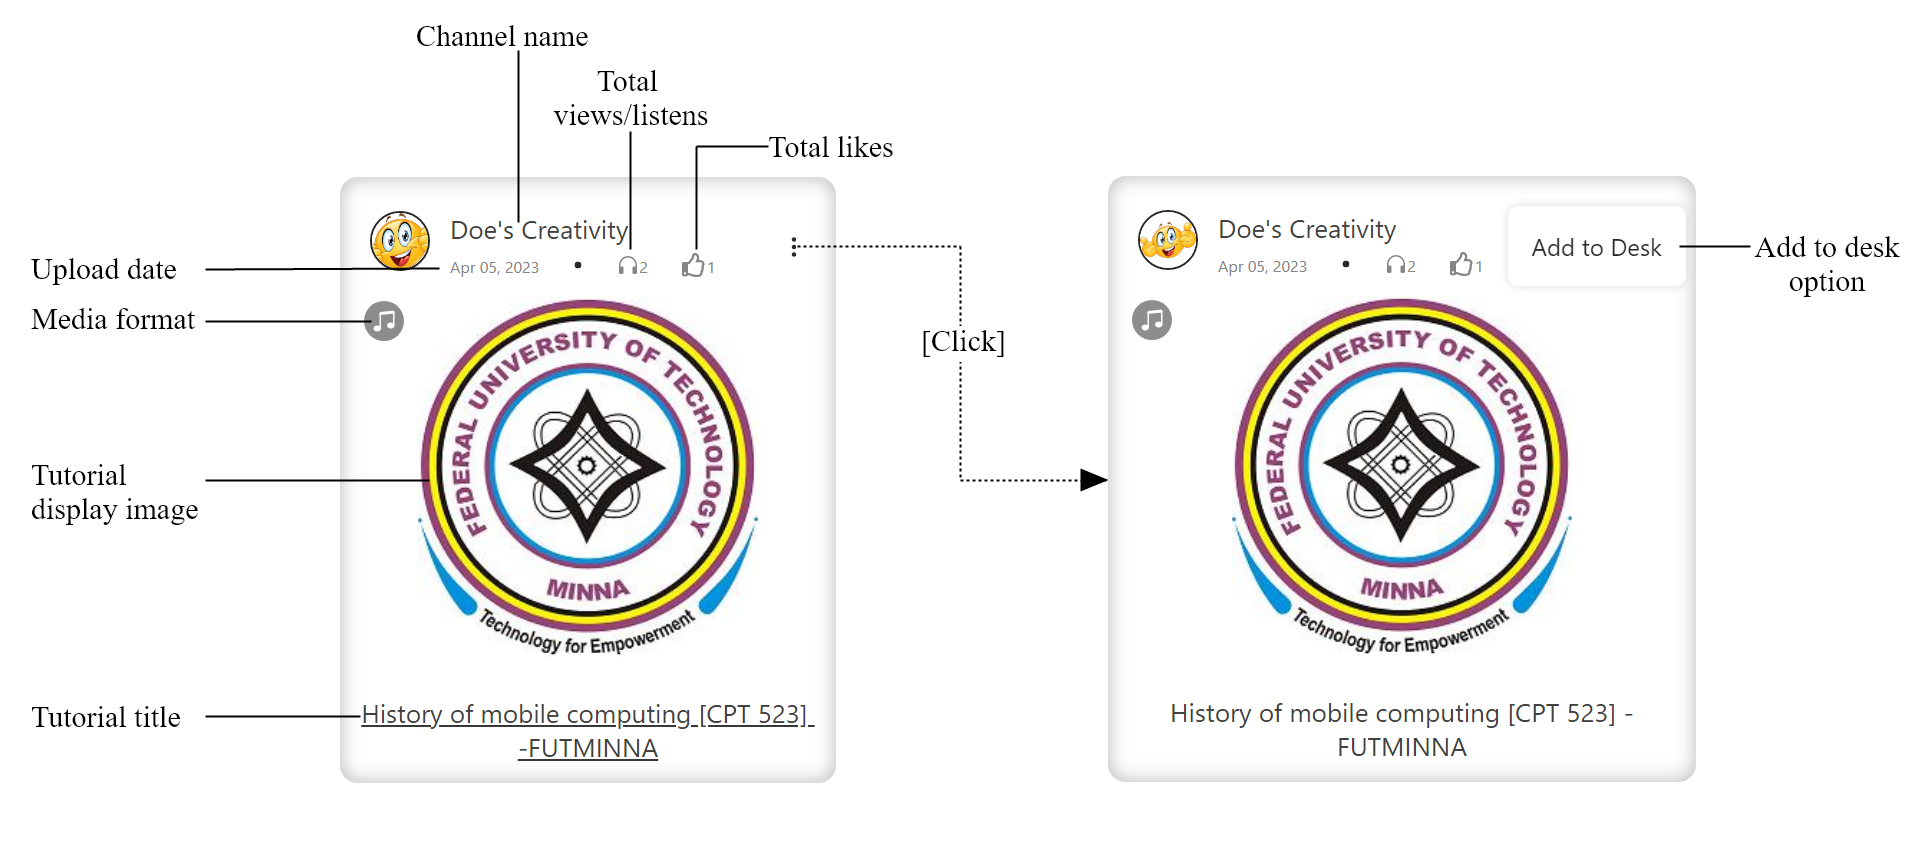 Channel name
Total
views/listens
Total likes
Doe's Creativity
Apr 05, 2023 • 2 1
Upload date
Media format
FEDERAL UNIVERSITY OF TECHNOLOGY
MINNA
Technology for Empowerment
Tutorial
display image
Tutorial title
History of mobile computing [CPT 523]
-FUTMINNA
[Click]
Doe's Creativity
Apr 05, 2023 • 2 1
Add to Desk
Add to desk
option
FEDERAL UNIVERSITY OF TECHNOLOGY
MINNA
Technology for Empowerment
History of mobile computing [CPT 523] -
FUTMINNA